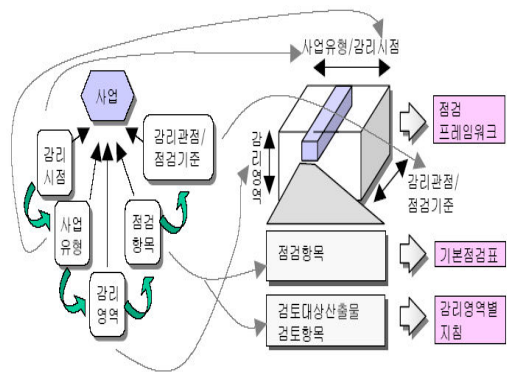 사업유형/감리시점
사업
감리
시점
감리관점/
점검기준
사업
유형
점검
항목
감리
영역
감
리
영
역
감리관점/
점검기준
점검
프레임워크
점검항목
기본점검표
검토대상산출물
검토항목
감리영역별
지침